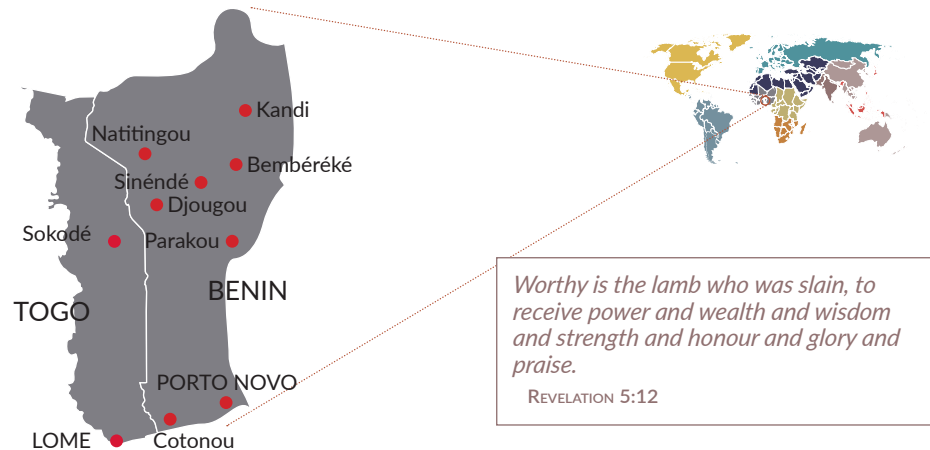 Kandi
Natitingou
Bembéréké
Sinéndé
Djougou
Sokodé
Parakou
BENIN
TOGO
PORTO NOVO
LOME
Cotonou
Worthy is the lamb who was slain, to
receive power and wealth and wisdom
and strength and honour and glory and
praise.
Revelation 5:12